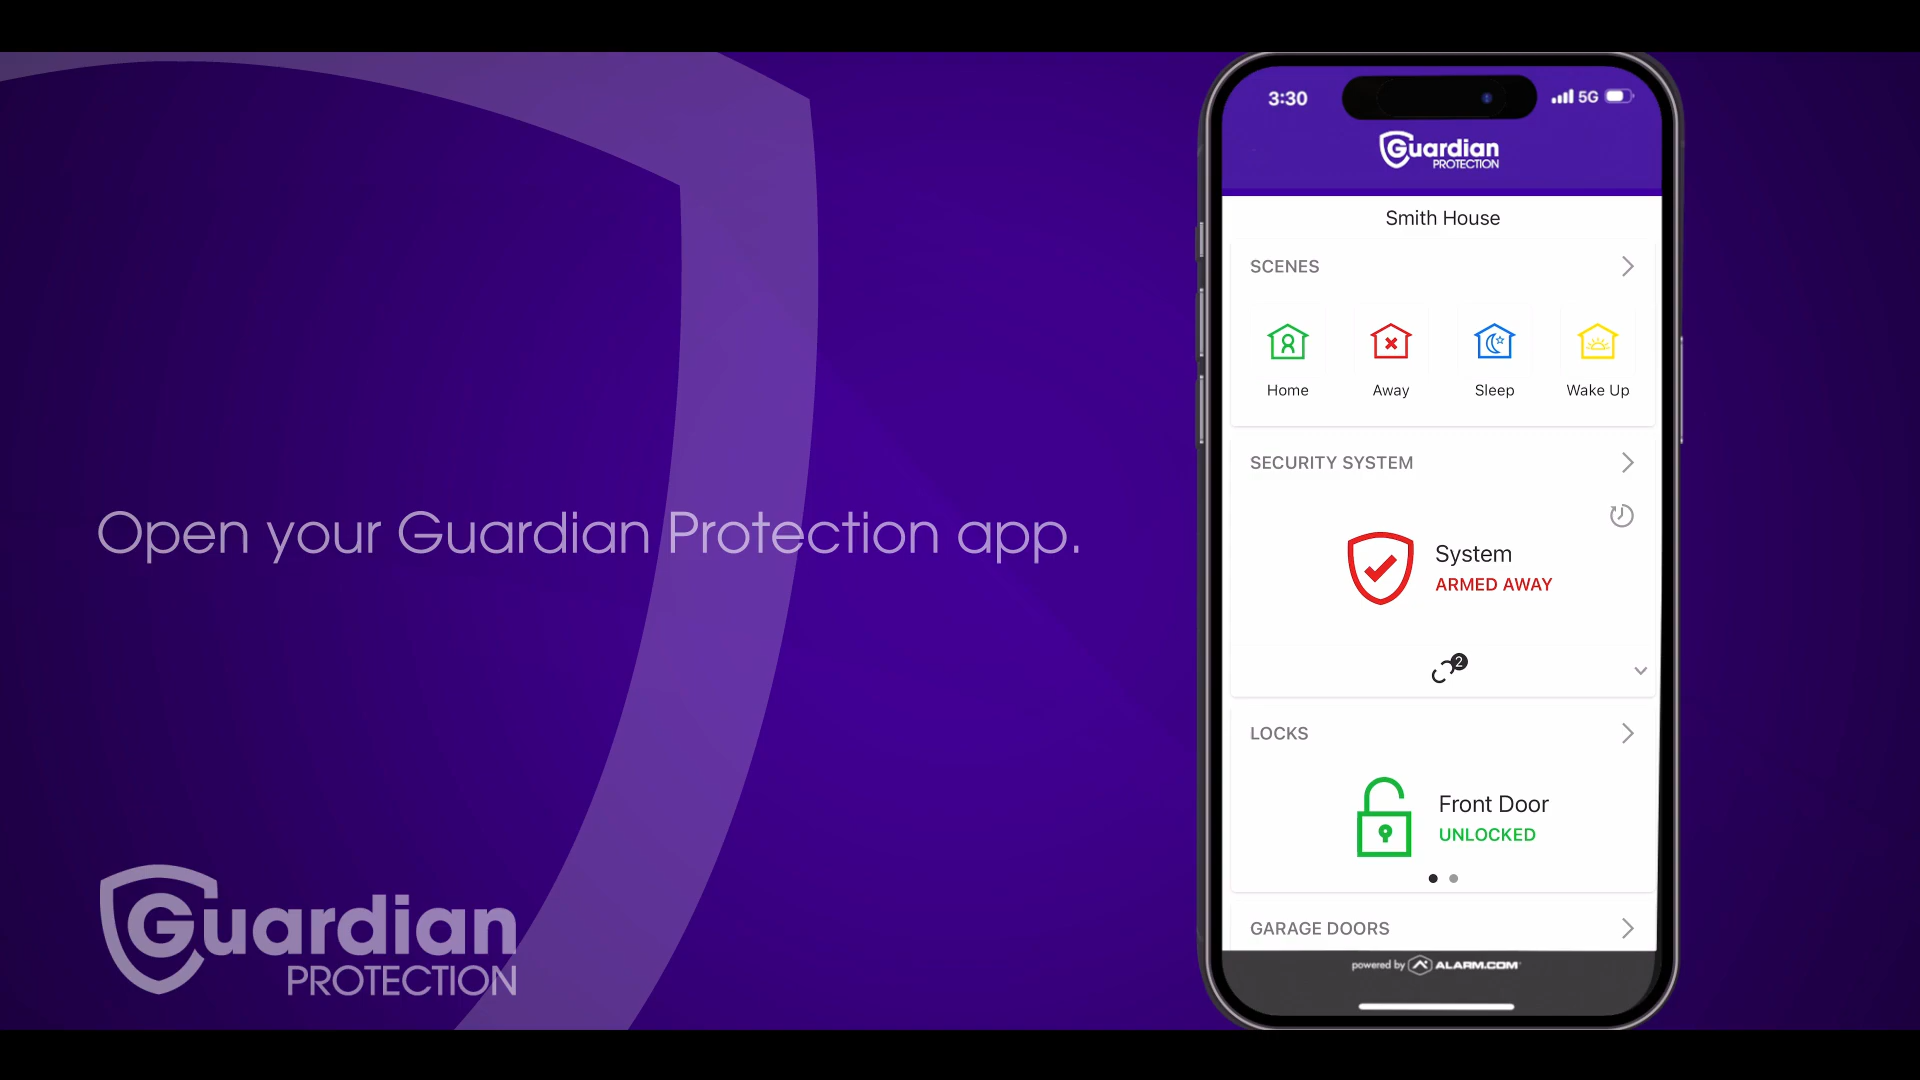 Open your Guardian Protection app.
Guardian
PROTECTION
3:30
5G
Guardian
PROTECTION
Smith House
SCENES
Home
Away
Sleep
Wake Up
SECURITY SYSTEM
System
ARMED AWAY
2
LOCKS
Front Door
UNLOCKED
GARAGE DOORS
powered by ALARM.COM